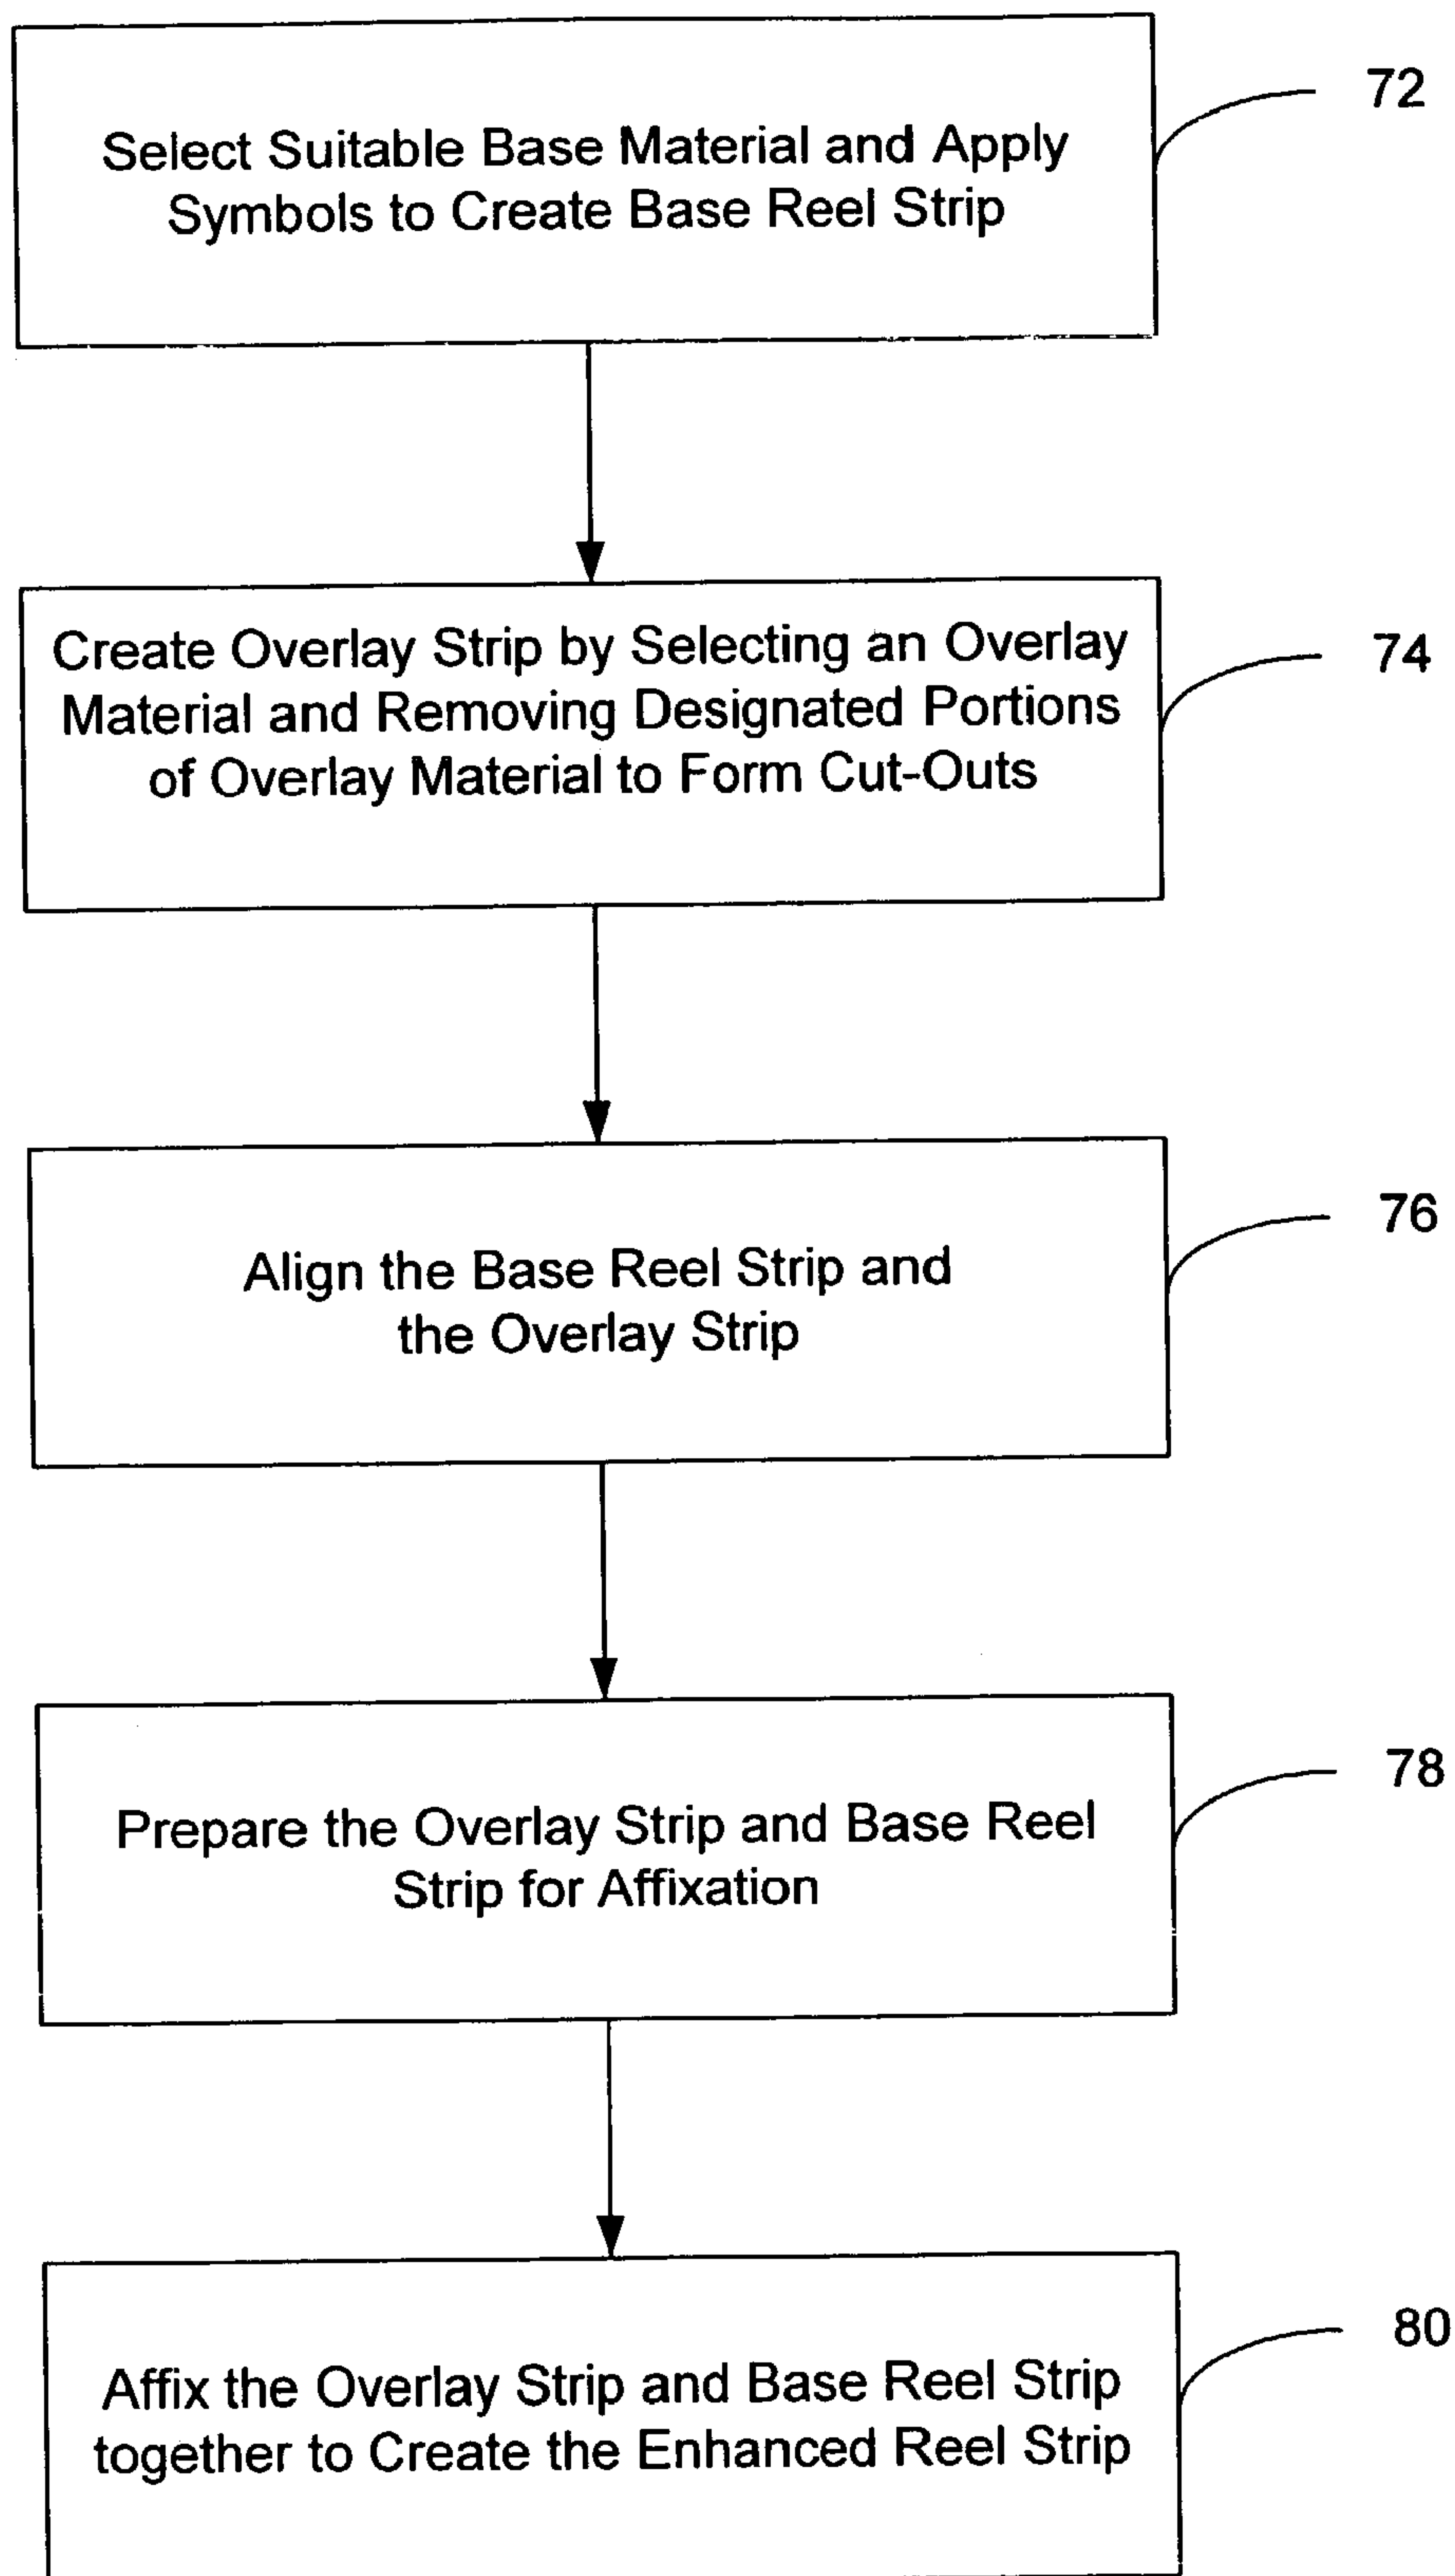 Select Suitable Base Material and Apply
Symbols to Create Base Reel Strip
72
Create Overlay Strip by Selecting an Overlay
Material and Removing Designated Portions
of Overlay Material to Form Cut-Outs
74
Align the Base Reel Strip and
the Overlay Strip
76
Prepare the Overlay Strip and Base Reel
Strip for Affixation
78
Affix the Overlay Strip and Base Reel Strip
together to Create the Enhanced Reel Strip
80